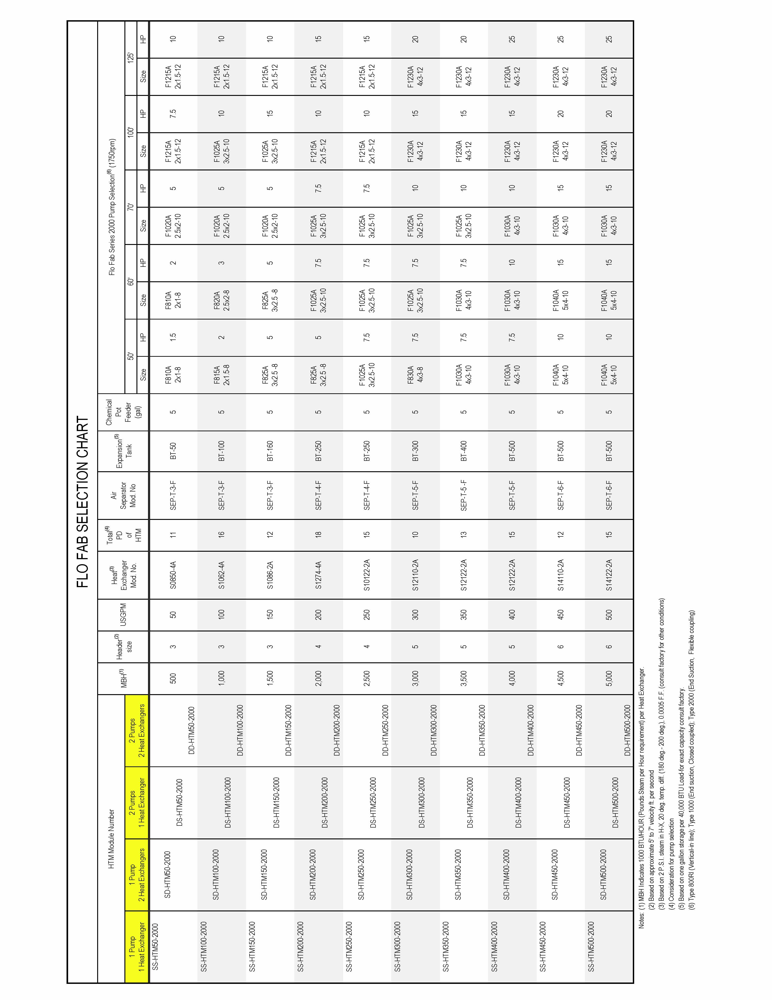 FLO FAB SELECTION CHART
HTM Module Number
MBH(1)
Header(2)
size
USGPM
Heat(3)
Exchanger
Mod. No.
Total(4)
PD
of
HTM
Air
Separator
Mod. No
Expansion(5)
Tank
Chemical
Pot
Feeder
(gal)
Flo Fab Series 2000 Pump Selection(6) (1750rpm)
1 Pump
1 Heat Exchanger
1 Pump
2 Heat Exchangers
2 Pumps
1 Heat Exchanger
2 Pumps
2 Heat Exchangers
50' 60' 70' 100' 125'
Size HP Size HP Size HP Size HP Size HP
SS-HTM50-2000 SD-HTM50-2000 DS-HTM50-2000 DD-HTM50-2000 500 3 50 S0850-4A 11 SEP-T-3-F BT-50 5 F810A 1.5 F810A 2 F1020A 5 F1215A 7.5 F1215A 10
2x1-8 2x1-8 2.5x2-10 2x1.5-12 2x1.5-12
SS-HTM100-2000 SD-HTM100-2000 DS-HTM100-2000 DD-HTM100-2000 1,000 3 100 S1062-4A 16 SEP-T-3-F BT-100 5 F815A 2 F820A 3 F1020A 5 F1025A 10 F1215A 10
2x1.5-8 2.5x2-8 2.5x2-10 3x2.5-10 2x1.5-12
SS-HTM150-2000 SD-HTM150-2000 DS-HTM150-2000 DD-HTM150-2000 1,500 3 150 S1086-2A 12 SEP-T-3-F BT-160 5 F825A 5 F825A 5 F1020A 5 F1025A 15 F1215A 10
3x2.5 -8 3x2.5 -8 2.5x2-10 3x2.5-10 2x1.5-12
SS-HTM200-2000 SD-HTM200-2000 DS-HTM200-2000 DD-HTM200-2000 2,000 4 200 S1274-4A 18 SEP-T-4-F BT-250 5 F825A 5 F1025A 7.5 F1025A 7.5 F1215A 10 F1215A 15
3x2.5 -8 3x2.5-10 3x2.5-10 2x1.5-12 2x1.5-12
SS-HTM250-2000 SD-HTM250-2000 DS-HTM250-2000 DD-HTM250-2000 2,500 4 250 S10122-2A 15 SEP-T-4-F BT-250 5 F1025A 7.5 F1025A 7.5 F1025A 7.5 F1215A 10 F1215A 15
3x2.5-10 3x2.5-10 3x2.5-10 2x1.5-12 2x1.5-12
SS-HTM300-2000 SD-HTM300-2000 DS-HTM300-2000 DD-HTM300-2000 3,000 5 300 S12110-2A 10 SEP-T-5-F BT-300 5 F830A 7.5 F1025A 7.5 F1025A 10 F1230A 15 F1230A 20
4x3-8 3x2.5-10 3x2.5-10 4x3-12 4x3-12
SS-HTM350-2000 SD-HTM350-2000 DS-HTM350-2000 DD-HTM350-2000 3,500 5 350 S12122-2A 13 SEP-T-5 -F BT-400 5 F1030A 7.5 F1030A 7.5 F1025A 10 F1230A 15 F1230A 20
4x3-10 4x3-10 3x2.5-10 4x3-12 4x3-12
SS-HTM400-2000 SD-HTM400-2000 DS-HTM400-2000 DD-HTM400-2000 4,000 5 400 S12122-2A 15 SEP-T-5-F BT-500 5 F1030A 7.5 F1030A 10 F1030A 10 F1230A 15 F1230A 25
4x3-10 4x3-10 4x3-10 4x3-12 4x3-12
SS-HTM450-2000 SD-HTM450-2000 DS-HTM450-2000 DD-HTM450-2000 4,500 6 450 S14110-2A 12 SEP-T-6-F BT-500 5 F1040A 10 F1040A 15 F1030A 15 F1230A 20 F1230A 25
5x4-10 5x4-10 4x3-10 4x3-12 4x3-12
SS-HTM500-2000 SD-HTM500-2000 DS-HTM500-2000 DD-HTM500-2000 5,000 6 500 S14122-2A 15 SEP-T-6-F BT-500 5 F1040A 10 F1040A 15 F1030A 15 F1230A 20 F1230A 25
5x4-10 5x4-10 4x3-10 4x3-12 4x3-12
Notes: (1) MBH Indicates 1000 BTU/HOUR (Pounds Steam per Hour requirement) per Heat Exchanger.
(2) Based on approximate 5' to 7' velocity ft. per second
(3) Based on 2 P.S.I. steam in H-X, 20 deg. temp. diff. (180 deg.- 200 deg.), 0.0005 F.F. (consult factory for other conditions)
(4) Consideration for pump selection
(5) Based on one gallon storage per 40,000 BTU Load-for exact capacity consult factory.
(6) Type 800RI (Vertical-in-line); Type 1000 (End suction, Closed coupled); Type 2000 (End Suction, Flexible coupling)